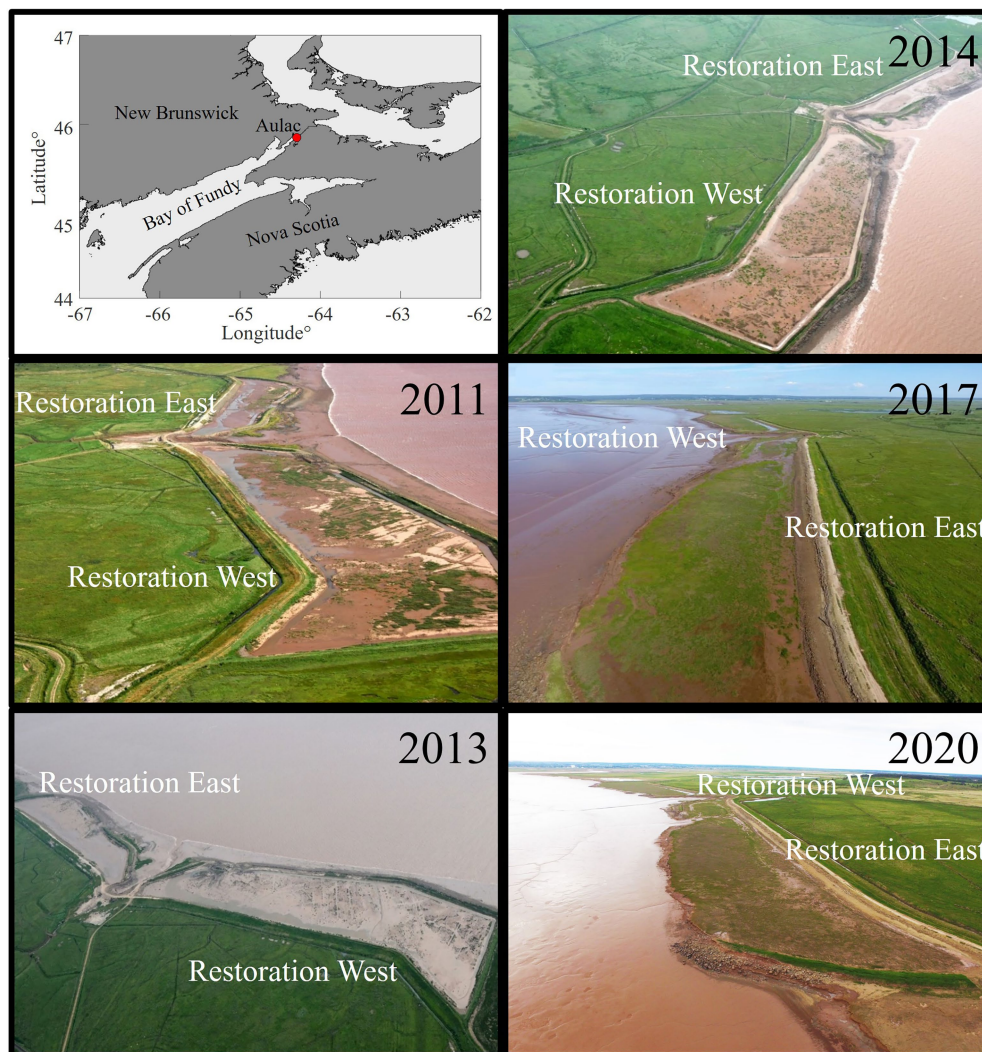 47
46
45
44
Latitude°
New Brunswick
Aulac
Bay of Fundy
Nova Scotia
-67
-66
-65
-64
-63
-62
Longitude°
2014
Restoration East
Restoration West
2011
Restoration East
Restoration West
2017
Restoration West
Restoration East
2013
Restoration East
Restoration West
2020
Restoration West
Restoration East